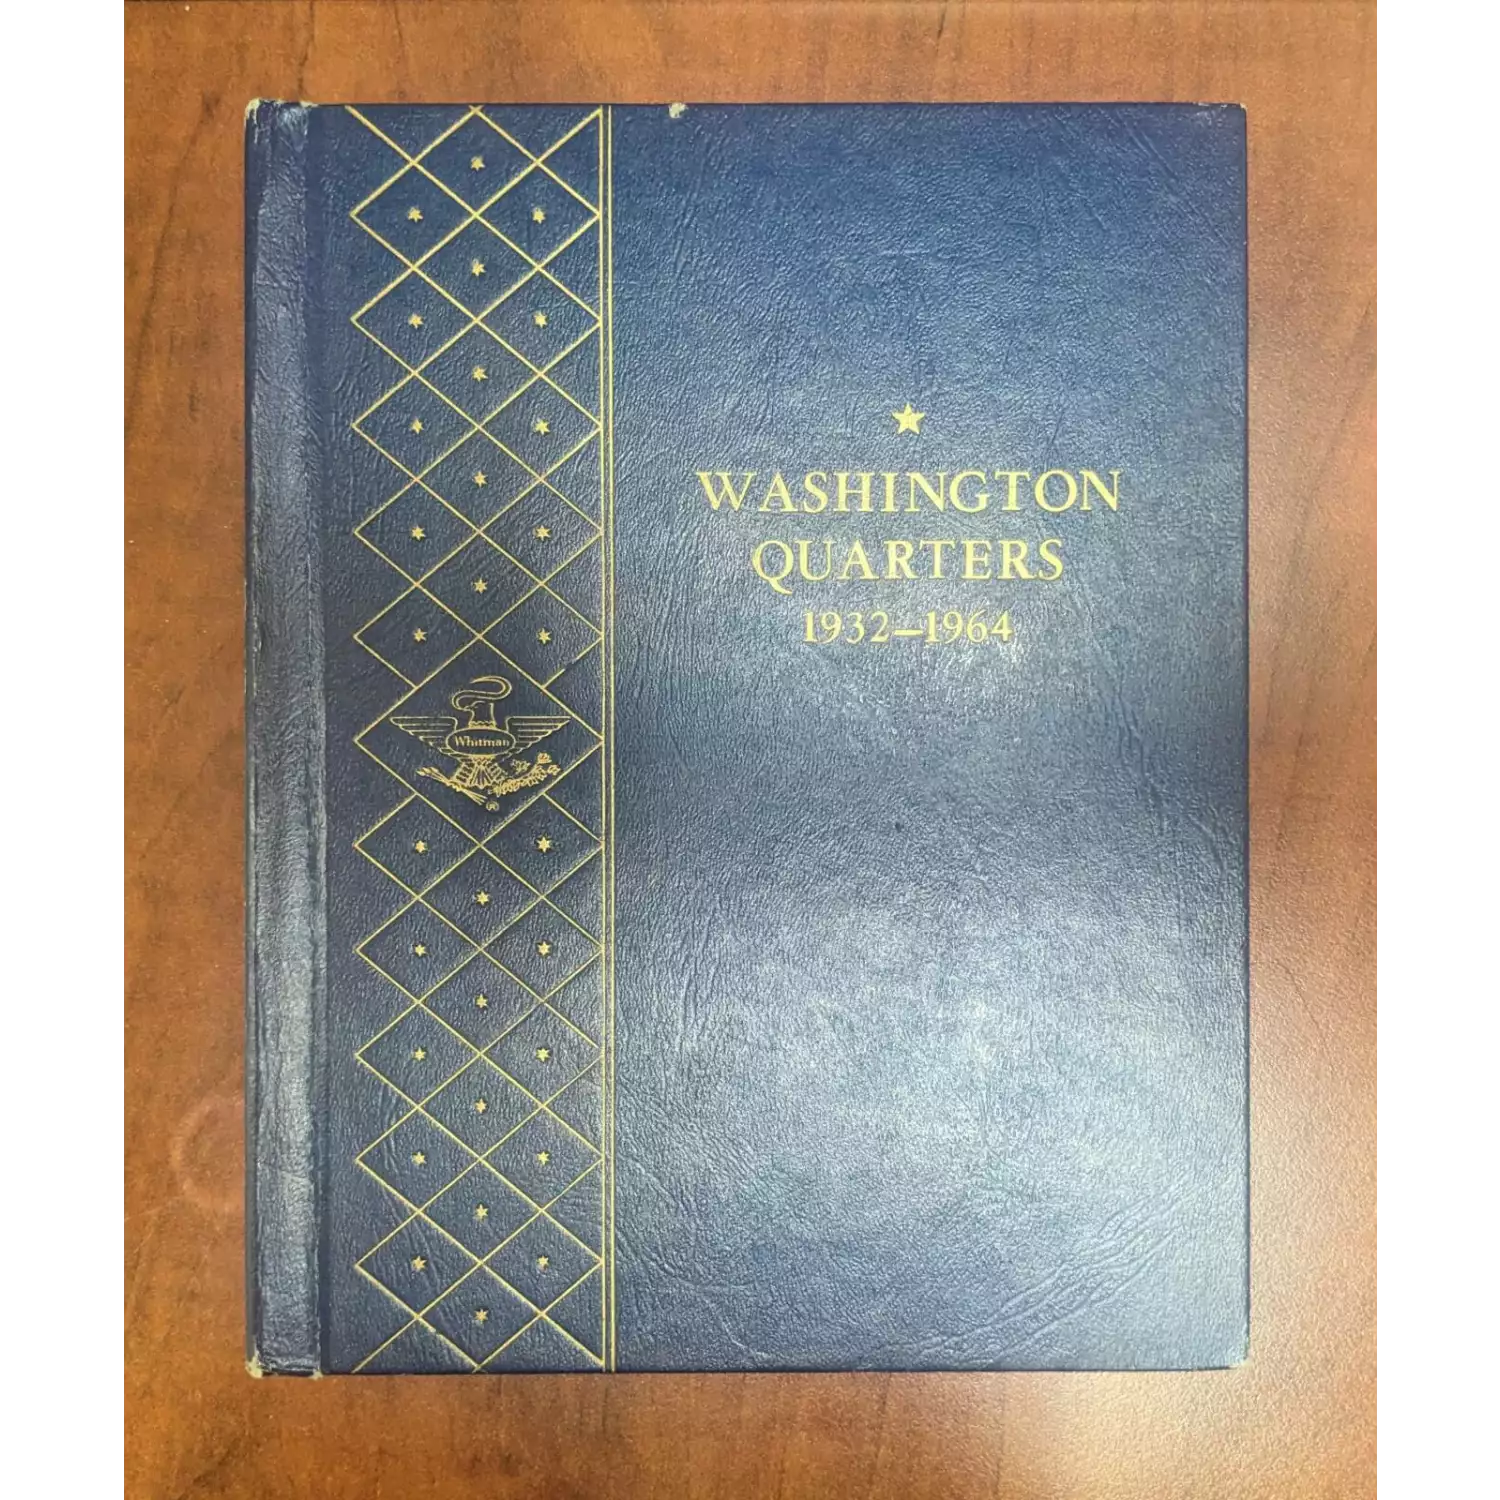 WASHINGTON
QUARTERS
1932–1964
Whitman
®